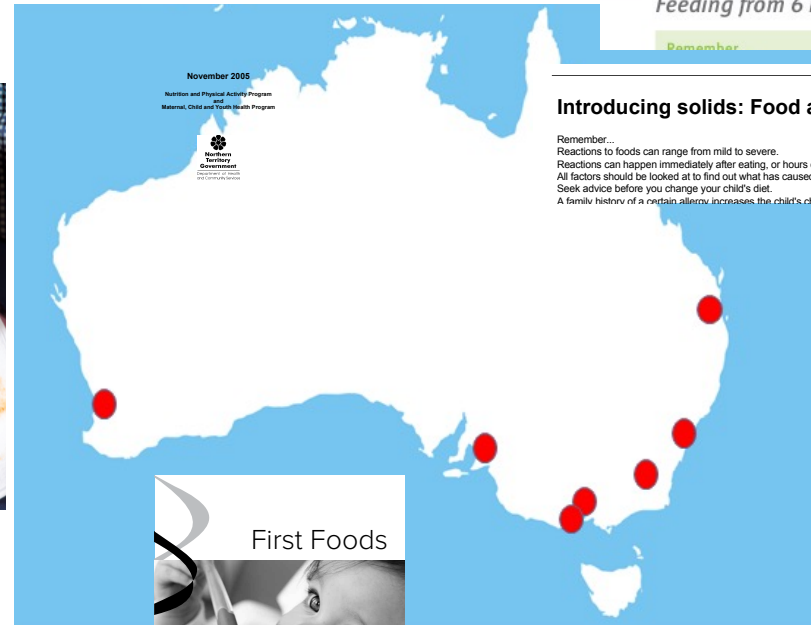 Feeding from 6
Remember
November 2005
Nutrition and Physical Activity Program
and
Maternal, Child and Youth Health Program
Northern
Territory
Government
Department of Health
and Community Services
Introducing solids: Food a
Remember...
Reactions to foods can range from mild to severe.
Reactions can happen immediately after eating, or hours
All factors should be looked at to find out what has caused
Seek advice before you change your child's diet.
A family history of a certain allergy increases the child's
First Foods